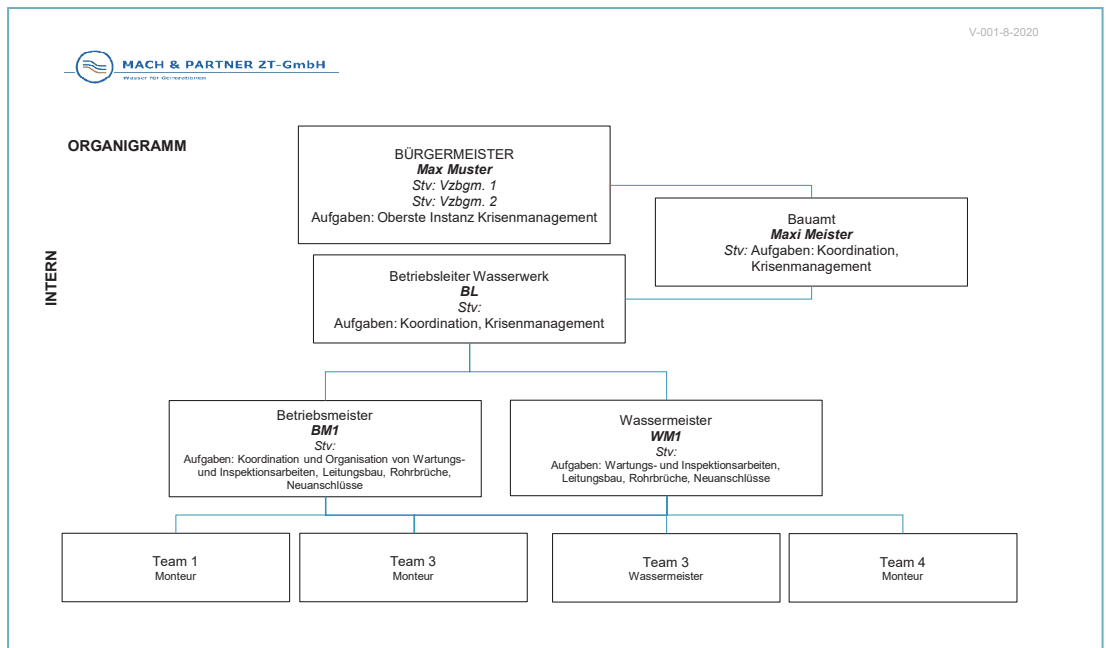 V-001-8-2020
MACH & PARTNER ZT-GmbH
Wasser für Generationen
ORGANIGRAMM
INTERN
BÜRGERMEISTER
Max Muster
Stv: Vzbgm. 1
Stv: Vzbgm. 2
Aufgaben: Oberste Instanz Krisenmanagement
Bauamt
Maxi Meister
Stv: Aufgaben: Koordination,
Krisenmanagement
Betriebsleiter Wasserwerk
BL
Stv:
Aufgaben: Koordination, Krisenmanagement
Betriebsmeister
BM1
Stv:
Aufgaben: Koordination und Organisation von Wartungs-
und Inspektionsarbeiten, Leitungsbau, Rohrbrüche,
Neuanschlüsse
Wassermeister
WM1
Stv:
Aufgaben: Wartungs- und Inspektionsarbeiten,
Leitungsbau, Rohrbrüche, Neuanschlüsse
Team 1
Monteur
Team 3
Monteur
Team 3
Wassermeister
Team 4
Monteur